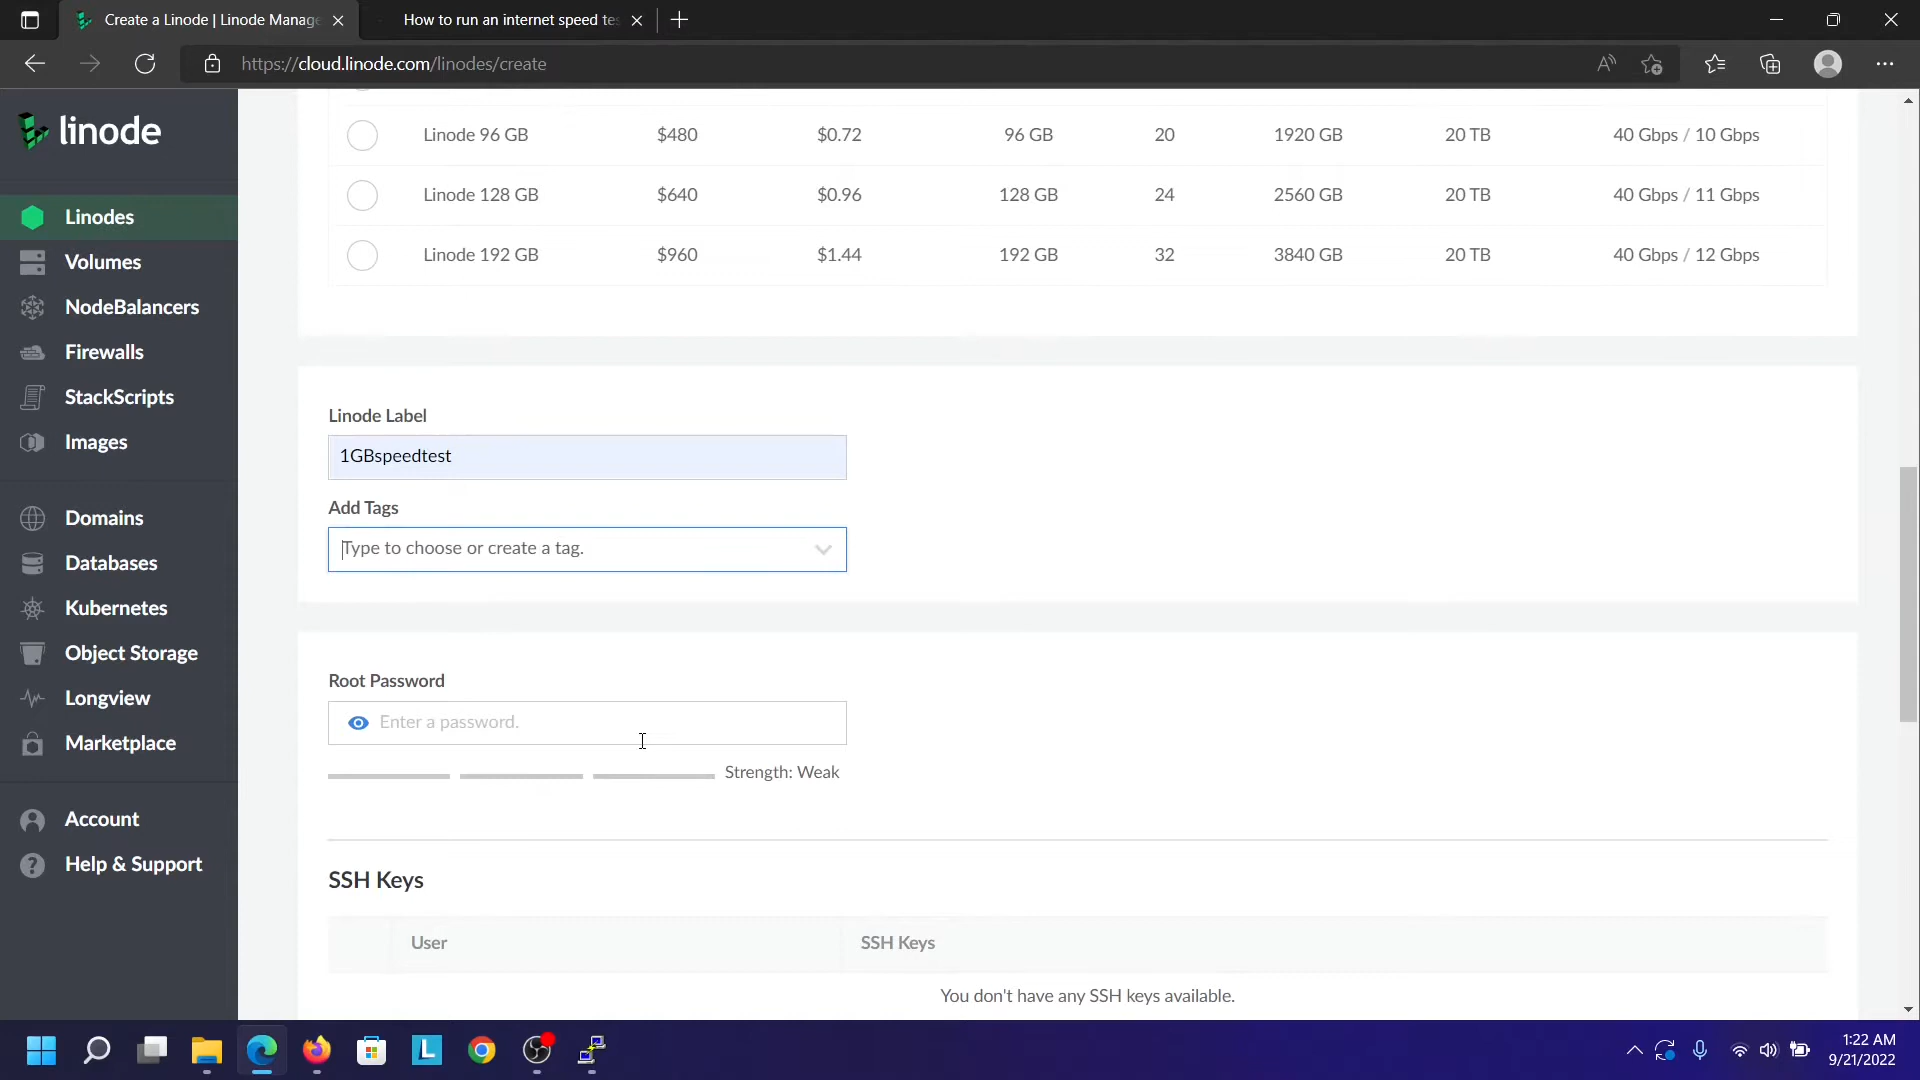 Create a Linode | Linode Manage
How to run an internet speed tes
https://cloud.linode.com/linodes/create
linode
Linodes
Volumes
NodeBalancers
Firewalls
StackScripts
Images
Domains
Databases
Kubernetes
Object Storage
Longview
Marketplace
Account
Help & Support
Linode 96 GB $480 $0.72 96 GB 20 1920 GB 20 TB 40 Gbps / 10 Gbps
Linode 128 GB $640 $0.96 128 GB 24 2560 GB 20 TB 40 Gbps / 11 Gbps
Linode 192 GB $960 $1.44 192 GB 32 3840 GB 20 TB 40 Gbps / 12 Gbps
Linode Label
1GBspeedtest
Add Tags
Type to choose or create a tag.
Root Password
Enter a password.
Strength: Weak
SSH Keys
User SSH Keys
You don't have any SSH keys available.
L
1:22 AM
9/21/2022